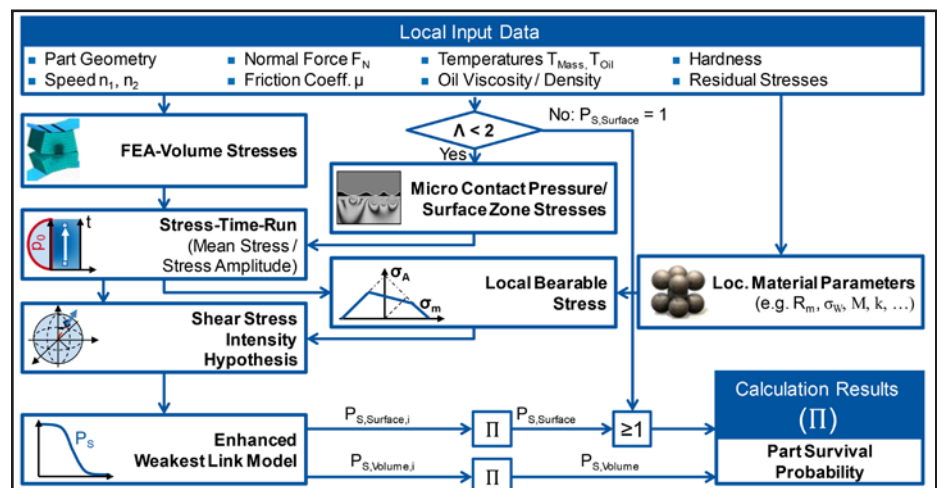 Local Input Data
▪ Part Geometry
▪ Speed n₁, n₂
▪ Normal Force F_N
▪ Friction Coeff. μ
▪ Temperatures T_Mass, T_Oil
▪ Oil Viscosity / Density
▪ Hardness
▪ Residual Stresses
No: P_S,Surface = 1
Λ < 2
Yes
FEA-Volume Stresses
Micro Contact Pressure/
Surface Zone Stresses
p₀
t
Stress-Time-Run
(Mean Stress /
Stress Amplitude)
σ_A
σ_m
Local Bearable
Stress
Loc. Material Parameters
(e.g. R_m, σ_W, M, k, …)
Shear Stress
Intensity
Hypothesis
P_S
Enhanced
Weakest Link Model
P_S,Surface,i
Π
P_S,Surface
≥1
P_S,Volume,i
Π
P_S,Volume
Calculation Results
(Π)
Part Survival
Probability